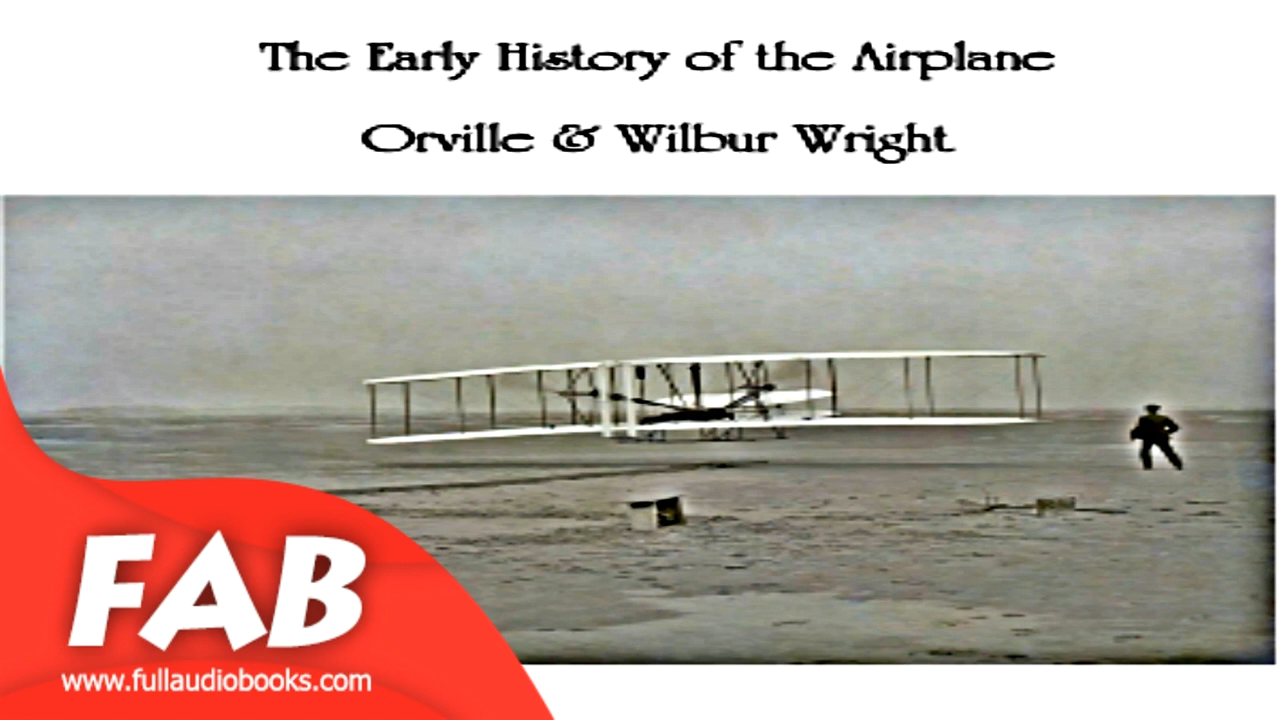 The Early History of the Airplane
Orville & Wilbur Wright
FAB
www.fullaudiobooks.com